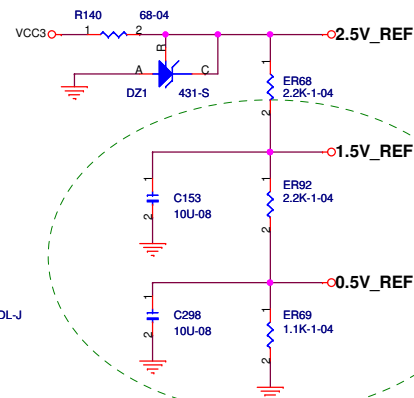 R140 68-04
VCC3 1 2 2.5V_REF
R
A C
DZ1 431-S
1
ER68
2.2K-1-04
2
1.5V_REF
1
C153
10U-08
2
1
ER92
2.2K-1-04
2
0.5V_REF
DL-J
1
C298
10U-08
2
1
ER69
1.1K-1-04
2